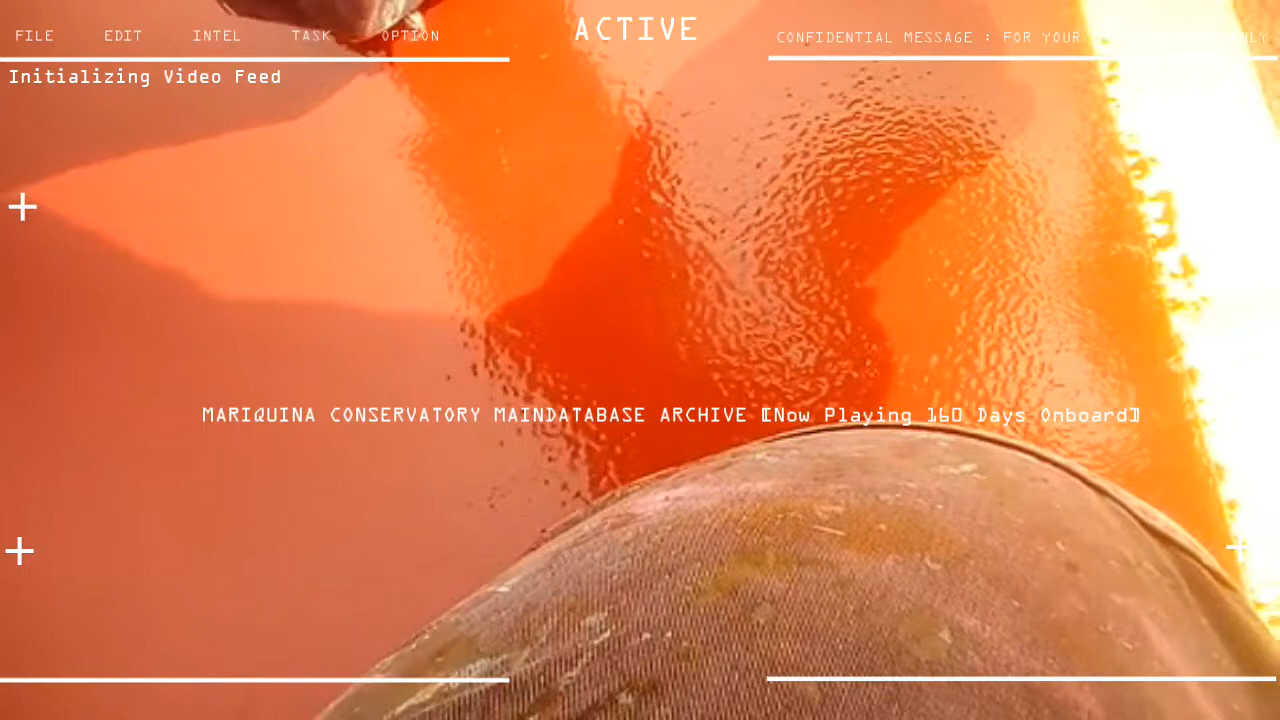 FILE EDIT INTEL TASK OPTION
ACTIVE
CONFIDENTIAL MESSAGE : FOR YOUR
Initializing Video Feed
MARIQUINA CONSERVATORY MAINDATABASE ARCHIVE [Now Playing 160 Days Onboard]